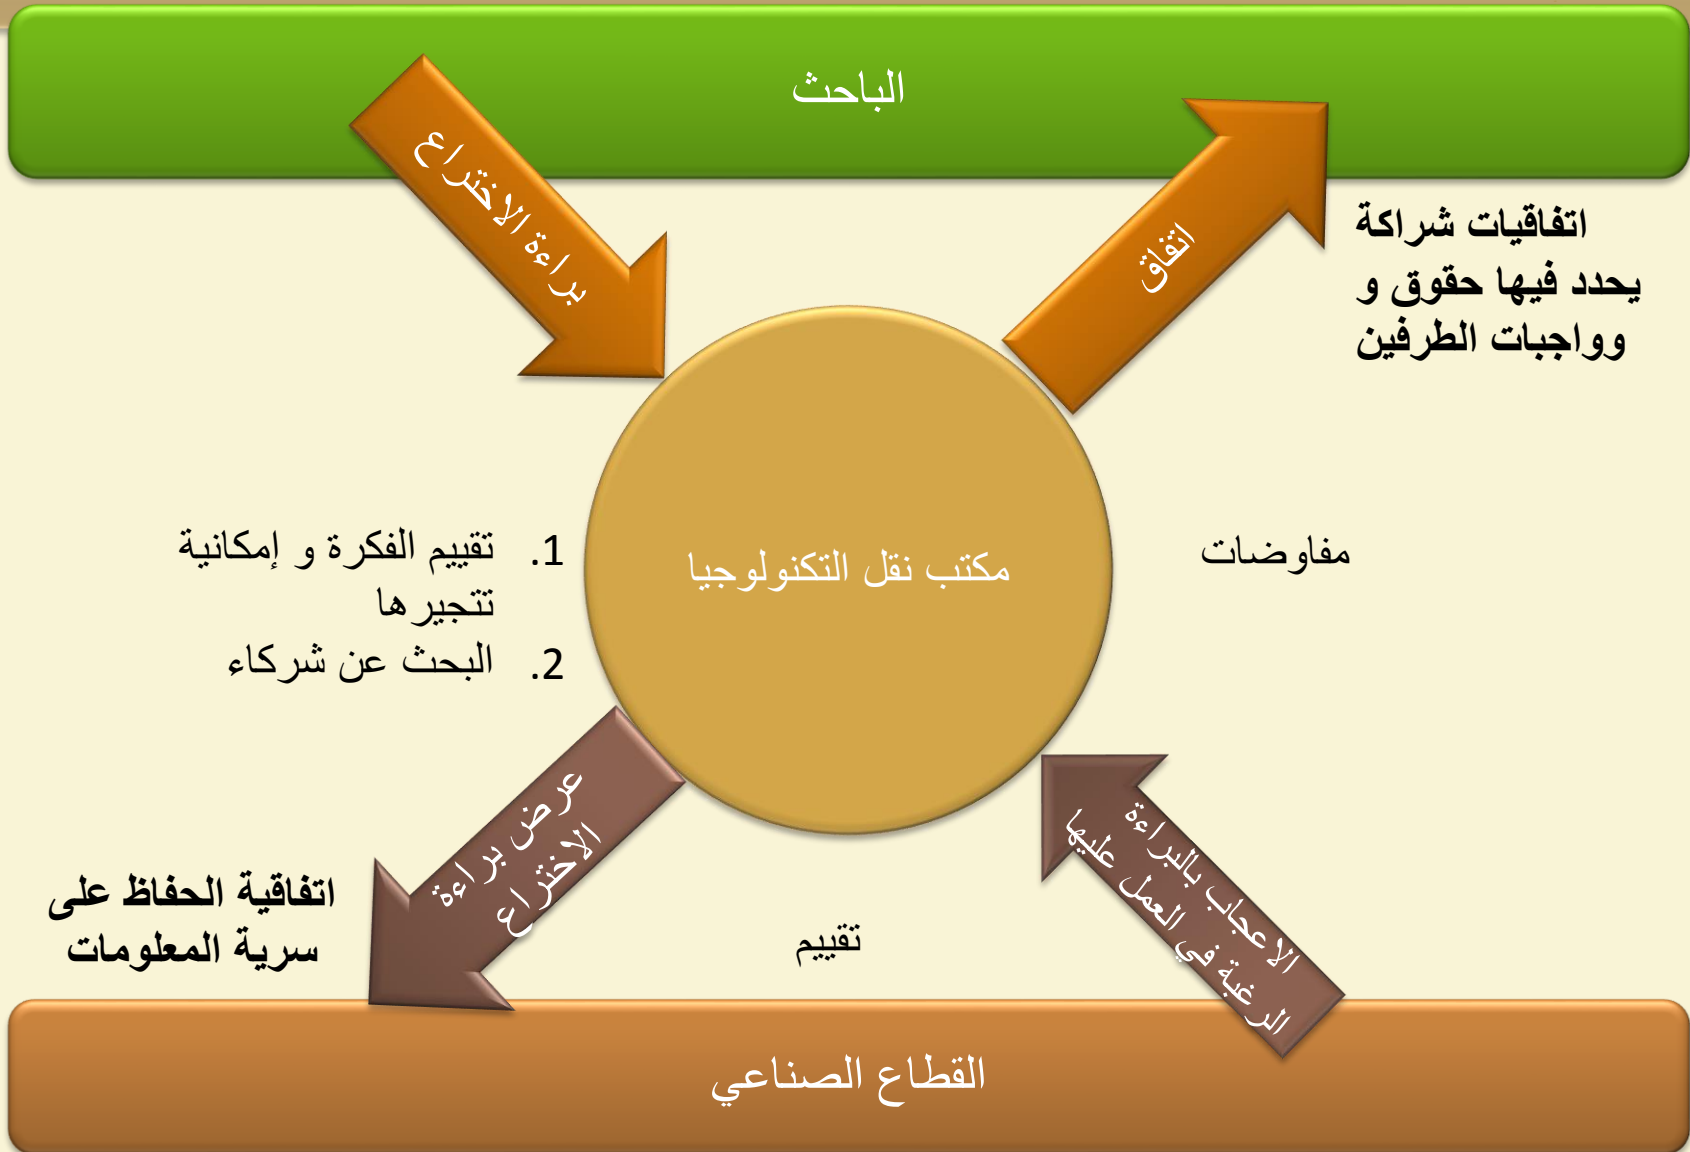 الباحث
براءة الاختراع
اتفاق
اتفاقيات شراكة
يحدد فيها حقوق و
وواجبات الطرفين
1. تقييم الفكرة و إمكانية
تتجيرها
2. البحث عن شركاء
مكتب نقل التكنولوجيا
مفاوضات
عرض براءة
الاختراع
اتفاقية الحفاظ على
سرية المعلومات
تقييم
الاعجاب بالبراءة
الرغبة في العمل عليها
القطاع الصناعي